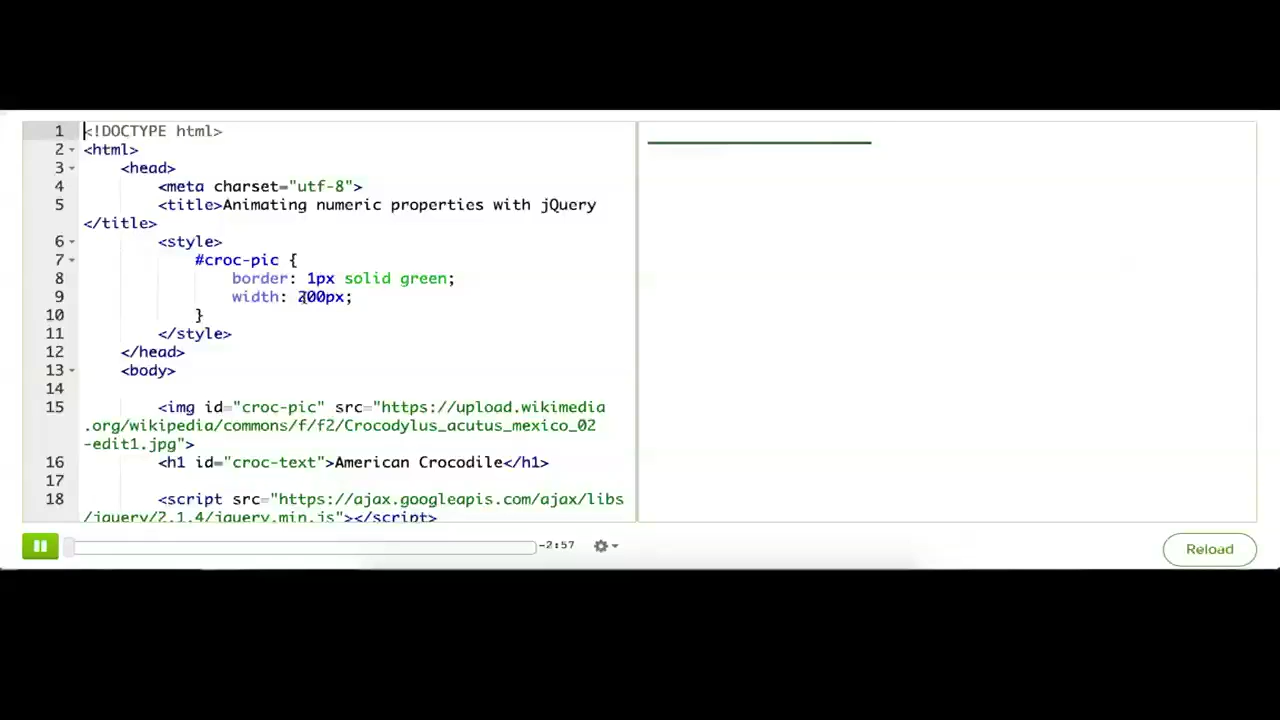 1 <!DOCTYPE html>
2 <html>
3 <head>
4 <meta charset="utf-8">
5 <title>Animating numeric properties with jQuery
</title>
6 <style>
7 #croc-pic {
8 border: 1px solid green;
9 width: 200px;
10 }
11 </style>
12 </head>
13 <body>
14
15 <img id="croc-pic" src="https://upload.wikimedia
.org/wikipedia/commons/f/f2/Crocodylus_acutus_mexico_02
-edit1.jpg">
16 <h1 id="croc-text">American Crocodile</h1>
17
18 <script src="https://ajax.googleapis.com/ajax/libs
/jquery/2.1.4/jquery.min.js"></script>
-2:57
Reload